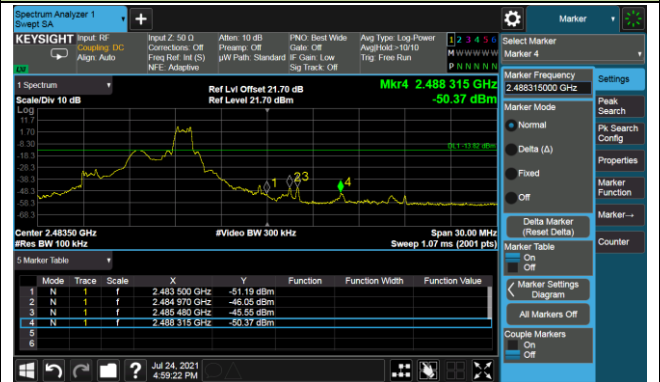 Spectrum Analyzer 1
Swept SA
Marker
KEYSIGHT
Input: RF
Coupling: DC
Align: Auto
Input Z: 50 Ω
Corrections: Off
Freq Ref: Int (S)
NFE: Adaptive
Atten: 10 dB
Preamp: Off
µW Path: Standard
PNO: Best Wide
Gate: Off
IF Gain: Low
Sig Track: Off
Avg Type: Log-Power
Avg|Hold:>10/10
Trig: Free Run
1 2 3 4 5 6
M W W W W W
P N N N N N
Select Marker
Marker 4
1 Spectrum
Scale/Div 10 dB
Log
Ref Lvl Offset 21.70 dB
Ref Level 21.70 dBm
Mkr4 2.488 315 GHz
-50.37 dBm
11.7
1.70
-8.30
-18.3
-28.3
-38.3
-48.3
-58.3
-68.3
DL1 -13.62 dBm
1
2
3
4
Center 2.48350 GHz
#Res BW 100 kHz
#Video BW 300 kHz
Span 30.00 MHz
Sweep 1.07 ms (2001 pts)
5 Marker Table
Mode Trace Scale X Y Function Function Width Function Value
1 N 1 f 2.483 500 GHz -51.19 dBm
2 N 1 f 2.484 970 GHz -46.05 dBm
3 N 1 f 2.485 480 GHz -45.55 dBm
4 N 1 f 2.488 315 GHz -50.37 dBm
5
6
Marker Frequency
2.488315000 GHz
Marker Mode
Normal
Delta (Δ)
Fixed
Off
Delta Marker
(Reset Delta)
Marker Table
On
Off
Marker Settings
Diagram
All Markers Off
Couple Markers
On
Off
Settings
Peak
Search
Pk Search
Config
Properties
Marker
Function
Marker→
Counter
Jul 24, 2021
4:59:22 PM